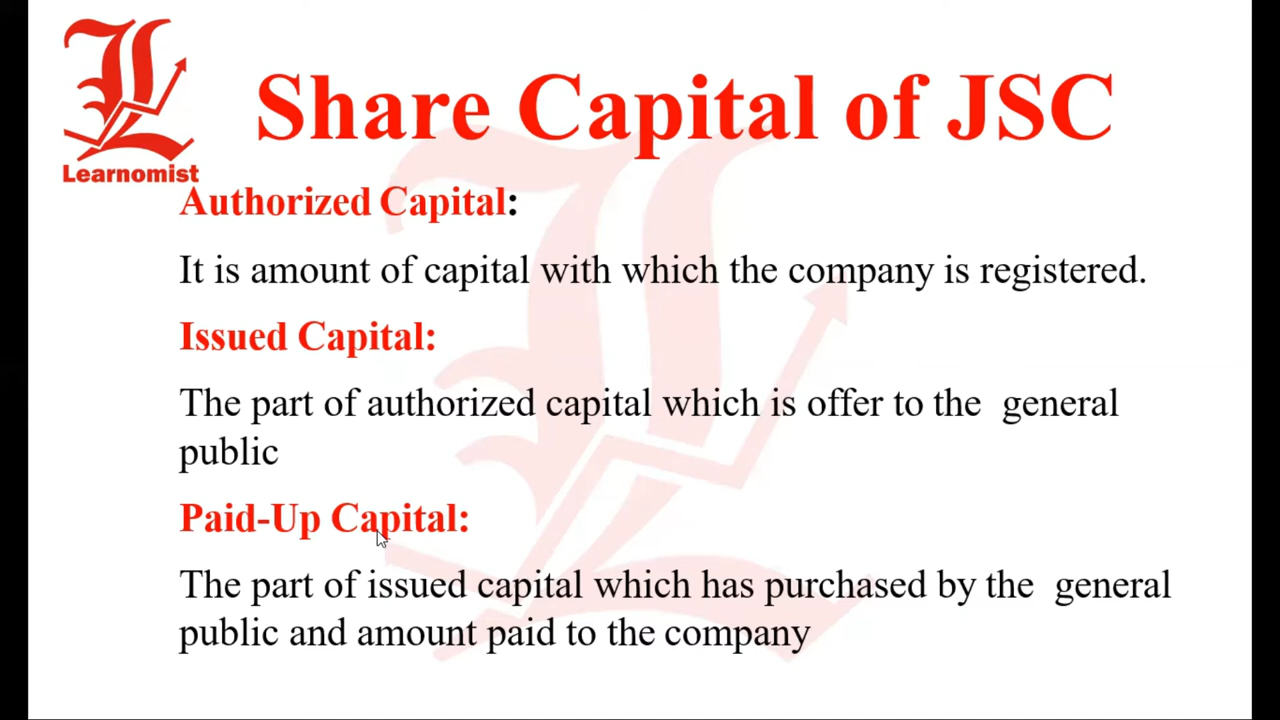 Share Capital of JSC
Learnomist
Authorized Capital:
It is amount of capital with which the company is registered.
Issued Capital:
The part of authorized capital which is offer to the general
public
Paid-Up Capital:
The part of issued capital which has purchased by the general
public and amount paid to the company